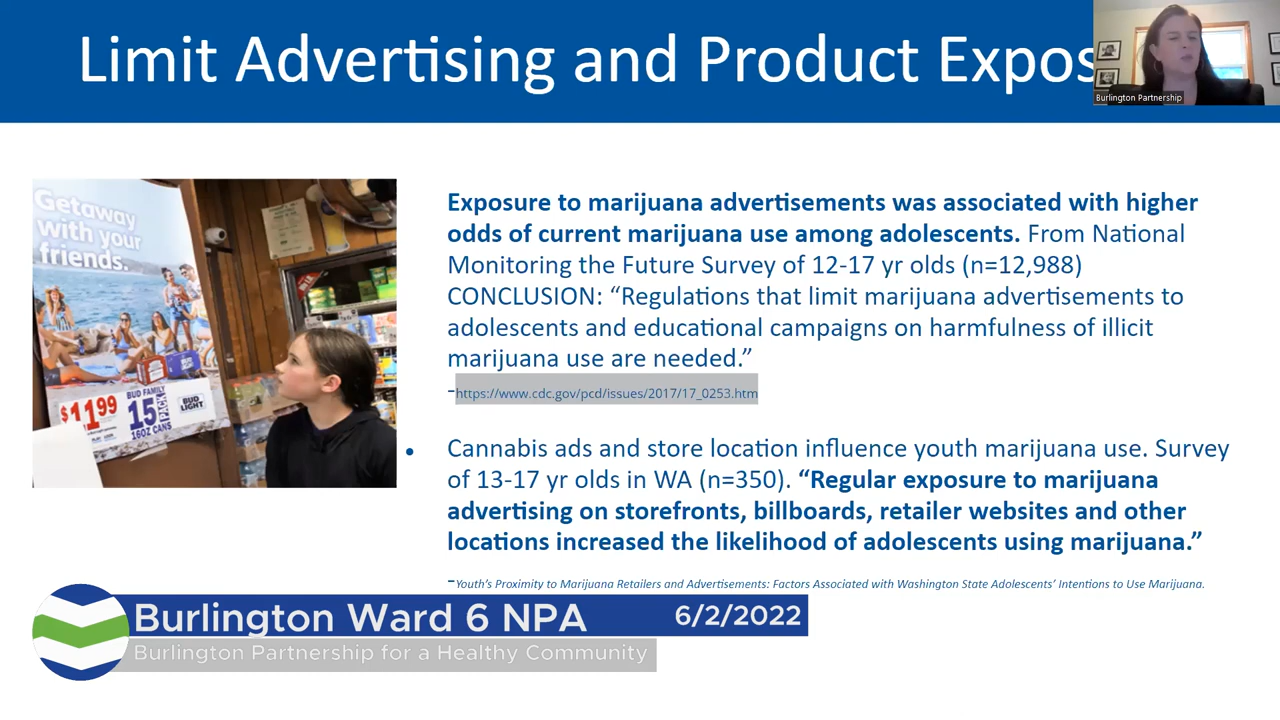 Limit Advertising and Product Expos
Burlington Partnership
Getaway
with your
friends.
$11.99
BUD FAMILY
15 PACK
16OZ CANS
BUD
LIGHT
Exposure to marijuana advertisements was associated with higher
odds of current marijuana use among adolescents. From National
Monitoring the Future Survey of 12-17 yr olds (n=12,988)
CONCLUSION: “Regulations that limit marijuana advertisements to
adolescents and educational campaigns on harmfulness of illicit
marijuana use are needed.”
-https://www.cdc.gov/pcd/issues/2017/17_0253.htm
• Cannabis ads and store location influence youth marijuana use. Survey
of 13-17 yr olds in WA (n=350). “Regular exposure to marijuana
advertising on storefronts, billboards, retailer websites and other
locations increased the likelihood of adolescents using marijuana.”
-Youth’s Proximity to Marijuana Retailers and Advertisements: Factors Associated with Washington State Adolescents’ Intentions to Use Marijuana.
Burlington Ward 6 NPA 6/2/2022
Burlington Partnership for a Healthy Community